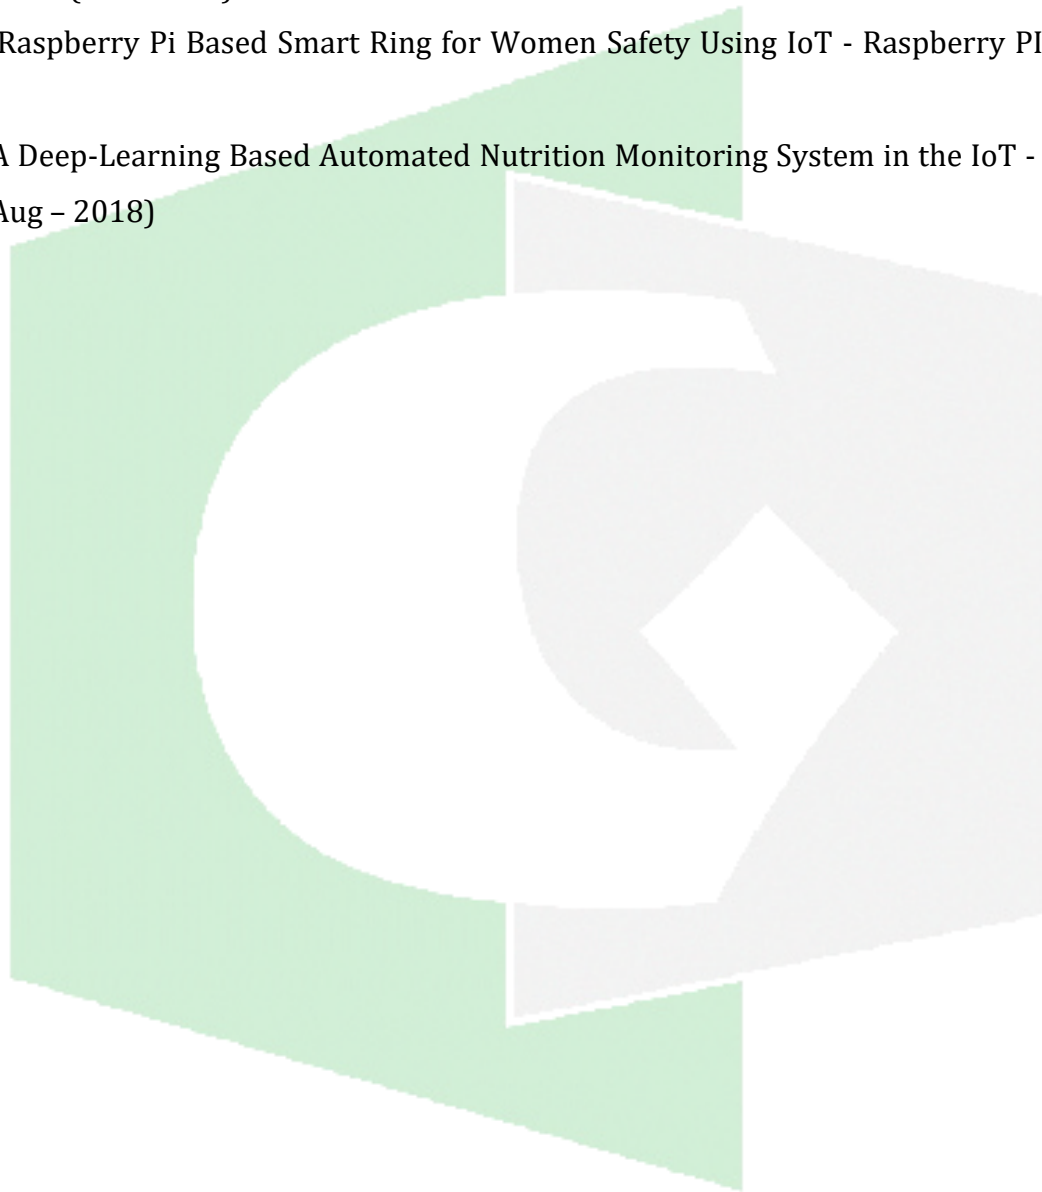 Raspberry Pi Based Smart Ring for Women Safety Using IoT - Raspberry PI
A Deep-Learning Based Automated Nutrition Monitoring System in the IoT -
Aug – 2018)